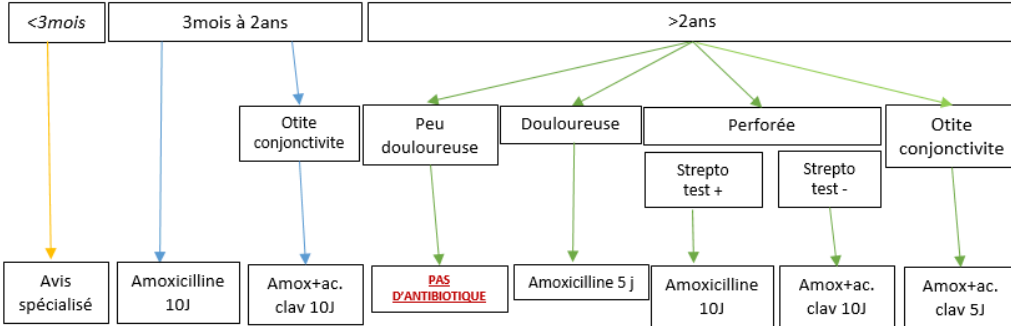 <3mois
3mois à 2ans
>2ans
Otite
conjonctivite
Peu
douloureuse
Douloureuse
Perforée
Otite
conjonctivite
Strepto
test +
Strepto
test -
Avis
spécialisé
Amoxicilline
10J
Amox+ac.
clav 10J
PAS
D'ANTIBIOTIQUE
Amoxicilline 5 j
Amoxicilline
10J
Amox+ac.
clav 10J
Amox+ac.
clav 5J